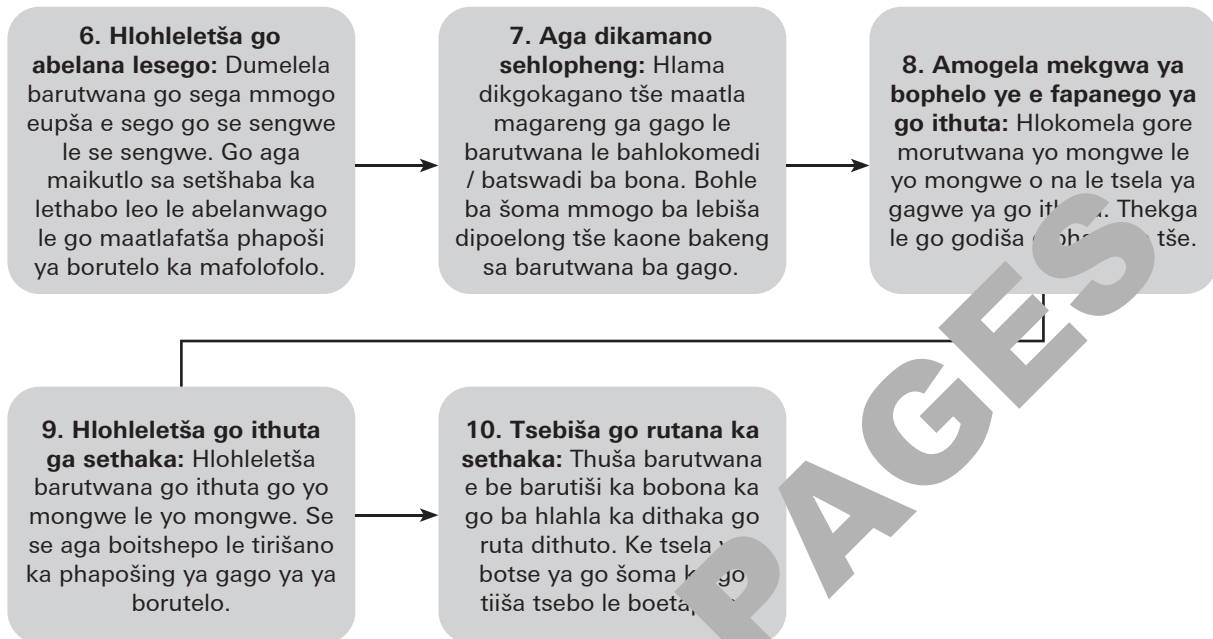 6. Hlohleletša go
abelana lesego: Dumelela
barutwana go sega mmogo
eupša e sego go se sengwe
le se sengwe. Go aga
maikutlo sa setšhaba ka
lethabo leo le abelanwago
le go maatlafatša phapoši
ya borutelo ka mafolofolo.
7. Aga dikamano
sehlopheng: Hlama
dikgokagano tše maatla
magareng ga gago le
barutwana le bahlokomedi
/ batswadi ba bona. Bohle
ba šoma mmogo ba lebiša
dipoelong tše kaone bakeng
sa barutwana ba gago.
8. Amogela mekgwa ya
bophelo ye e fapanego ya
go ithuta: Hlokomela gore
morutwana yo mongwe le
yo mongwe o na le tsela ya
gagwe ya go Thekga
le go godiša tše.
9. Hlohleletša go ithuta
ga sethaka: Hlohleletša
barutwana go ithuta go yo
mongwe le yo mongwe. Se
se aga boitshepo le tirišano
ka phapošing ya gago ya ya
borutelo.
10. Tsebiša go rutana ka
sethaka: Thuša barutwana
e be barutiši ka bobona ka
go ba hlahla ka dithaka go
ruta dithuto. Ke tsela
botse ya go šoma go
tiiša tsebo le
PAGES